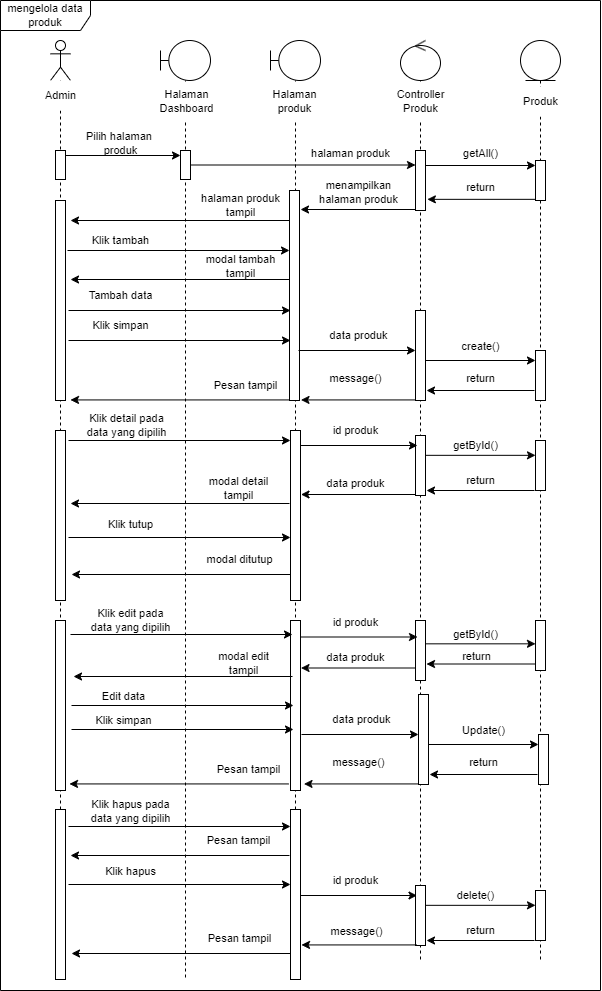 mengelola data
produk
Admin
Halaman
Dashboard
Halaman
produk
Controller
Produk
Produk
Pilih halaman
produk
halaman produk
getAll()
return
menampilkan
halaman produk
halaman produk
tampil
Klik tambah
modal tambah
tampil
Tambah data
Klik simpan
data produk
create()
return
message()
Pesan tampil
Klik detail pada
data yang dipilih
id produk
getById()
return
data produk
modal detail
tampil
Klik tutup
modal ditutup
Klik edit pada
data yang dipilih
id produk
getById()
return
data produk
modal edit
tampil
Edit data
Klik simpan
data produk
Update()
return
message()
Pesan tampil
Klik hapus pada
data yang dipilih
Pesan tampil
Klik hapus
id produk
delete()
return
message()
Pesan tampil